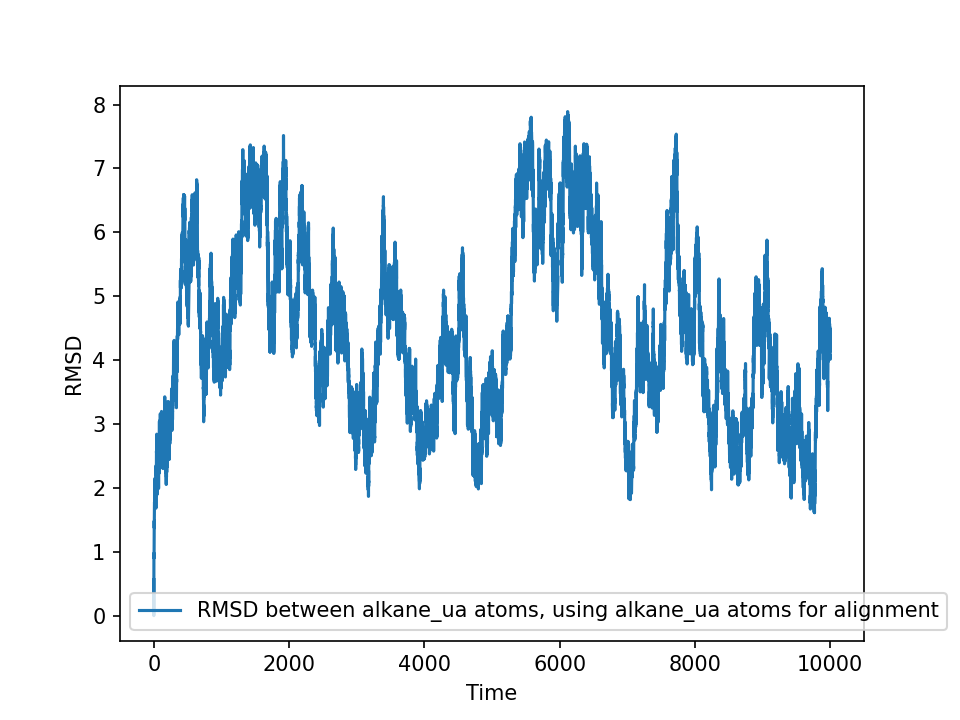 8
7
6
5
4
3
2
1
0
RMSD
RMSD between alkane_ua atoms, using alkane_ua atoms for alignment
0 2000 4000 6000 8000 10000
Time